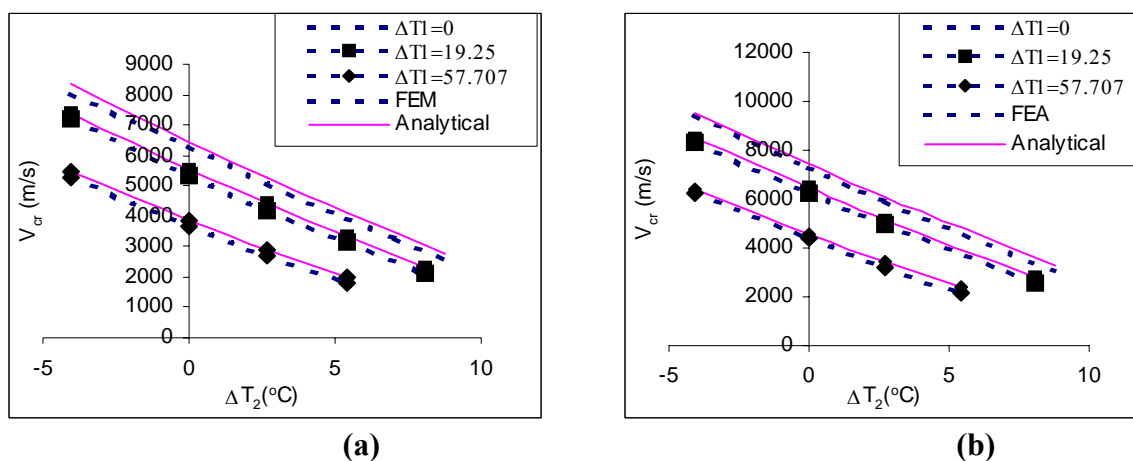 ΔT1=0
ΔT1=19.25
ΔT1=57.707
FEM
Analytical
9000
8000
7000
6000
5000
4000
3000
2000
1000
0
V cr (m/s)
-5 0 5 10
ΔT2(°C)
(a)
ΔT1=0
ΔT1=19.25
ΔT1=57.707
FEA
Analytical
12000
10000
8000
6000
4000
2000
0
V cr (m/s)
-5 0 5 10
ΔT2(°C)
(b)